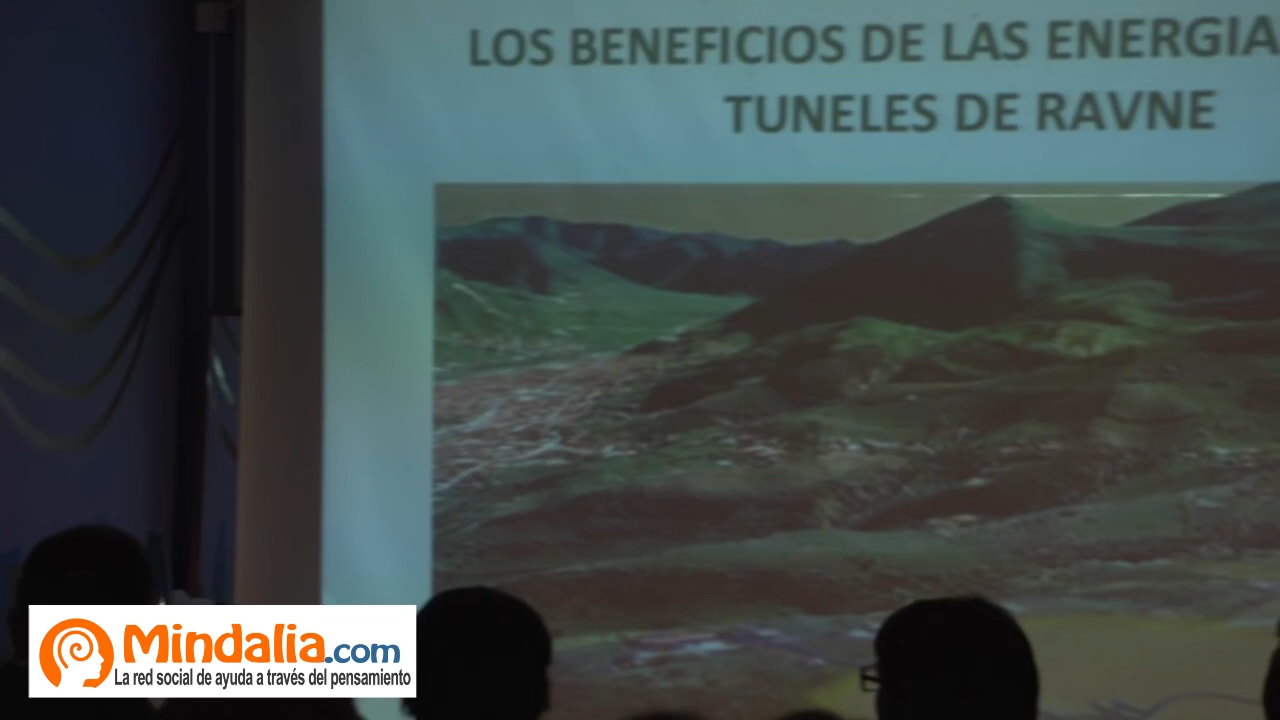 LOS BENEFICIOS DE LAS ENERGIA
TUNELES DE RAVNE
Mindalia.com
La red social de ayuda a través del pensamiento